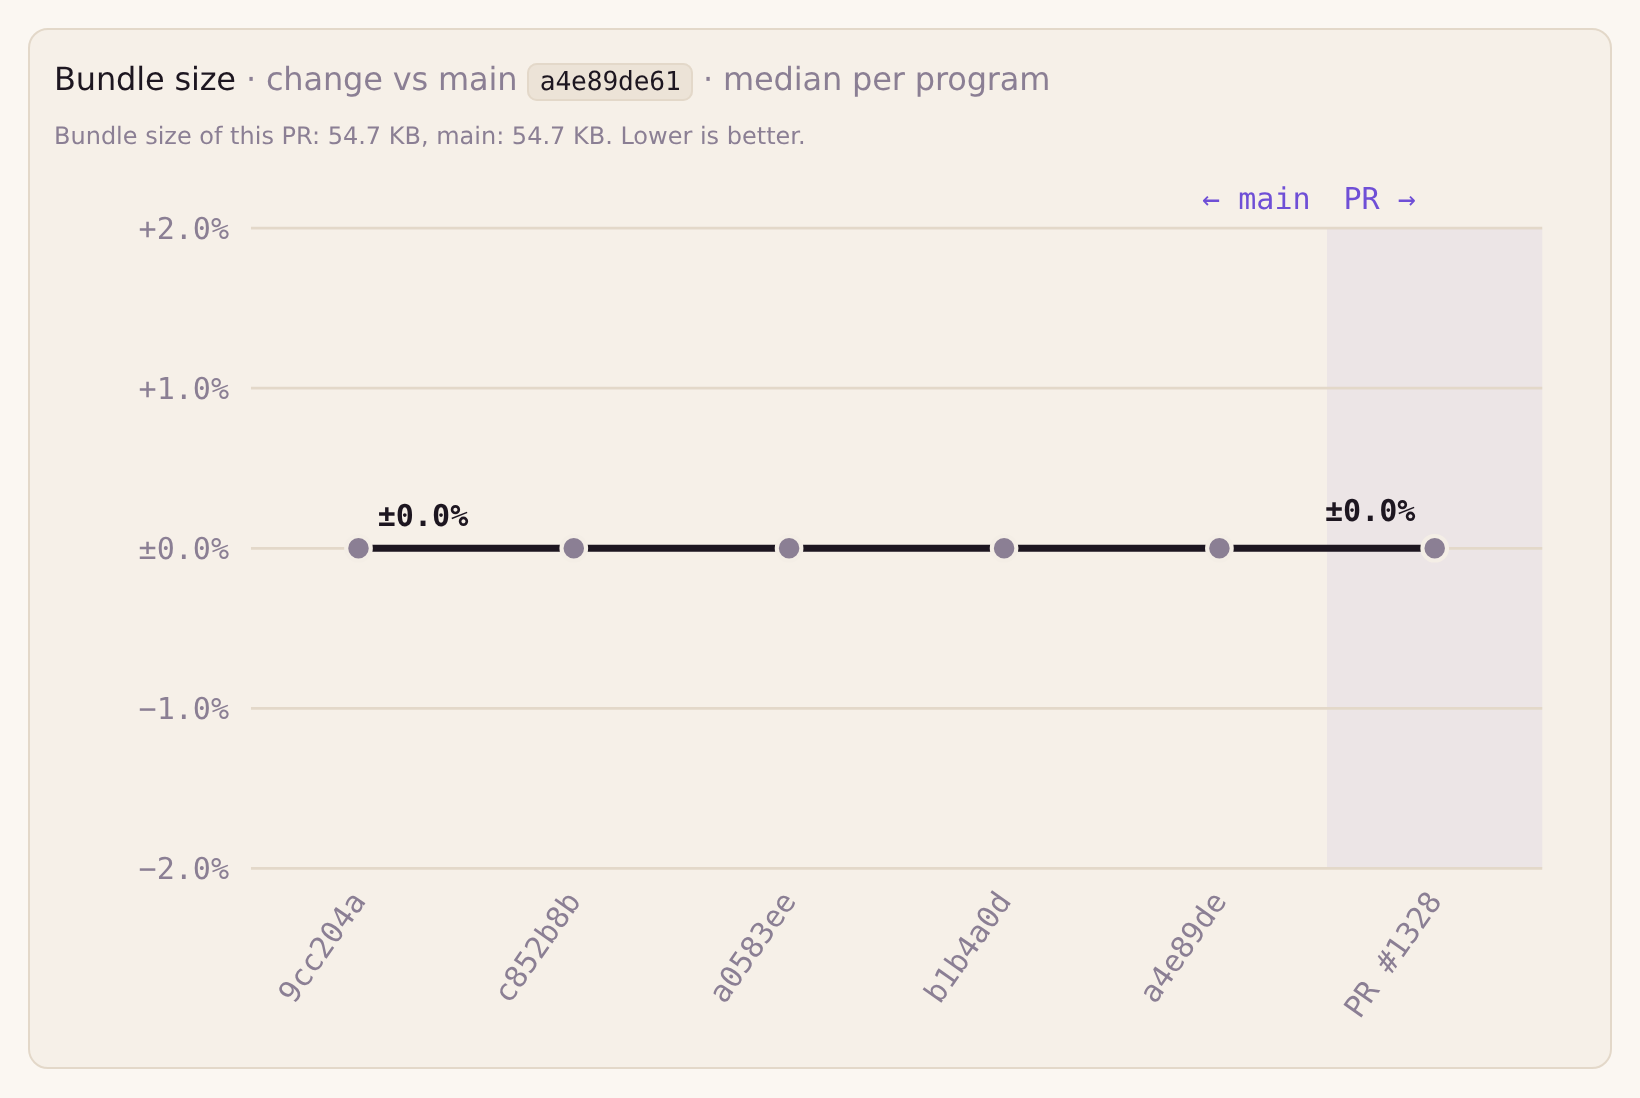 Bundle size · change vs main a4e89de61 · median per program
Bundle size of this PR: 54.7 KB, main: 54.7 KB. Lower is better.
← main PR →
+2.0%
+1.0%
±0.0%
−1.0%
−2.0%
±0.0%
±0.0%
9cc204a
c852b8b
a0583ee
b1b4a0d
a4e89de
PR #1328